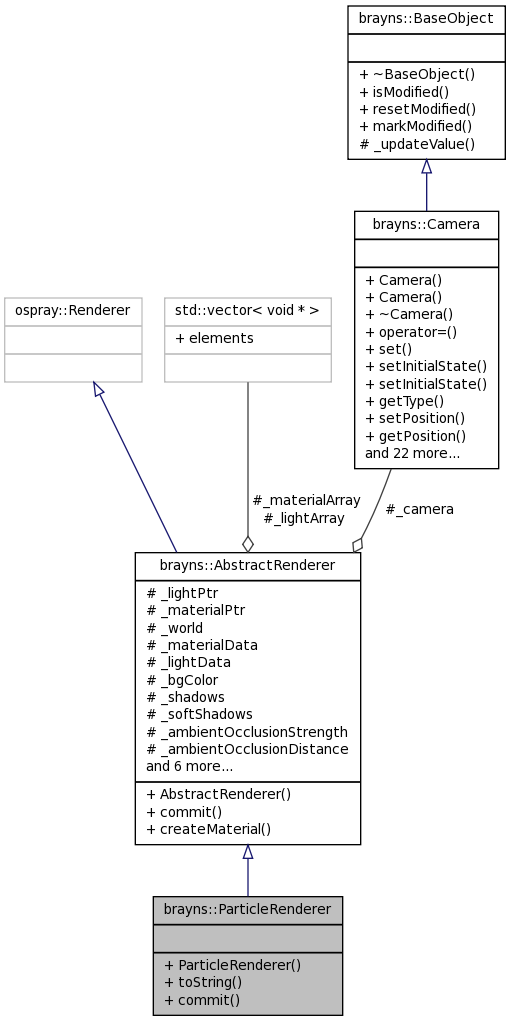 brayns::BaseObject
+ ~BaseObject()
+ isModified()
+ resetModified()
+ markModified()
# _updateValue()
brayns::Camera
+ Camera()
+ Camera()
+ ~Camera()
+ operator=()
+ set()
+ setInitialState()
+ setInitialState()
+ getType()
+ setPosition()
+ getPosition()
and 22 more...
ospray::Renderer
std::vector< void * >
+ elements
#_materialArray
#_lightArray
#_camera
brayns::AbstractRenderer
# _lightPtr
# _materialPtr
# _world
# _materialData
# _lightData
# _bgColor
# _shadows
# _softShadows
# _ambientOcclusionStrength
# _ambientOcclusionDistance
and 6 more...
+ AbstractRenderer()
+ commit()
+ createMaterial()
brayns::ParticleRenderer
+ ParticleRenderer()
+ toString()
+ commit()